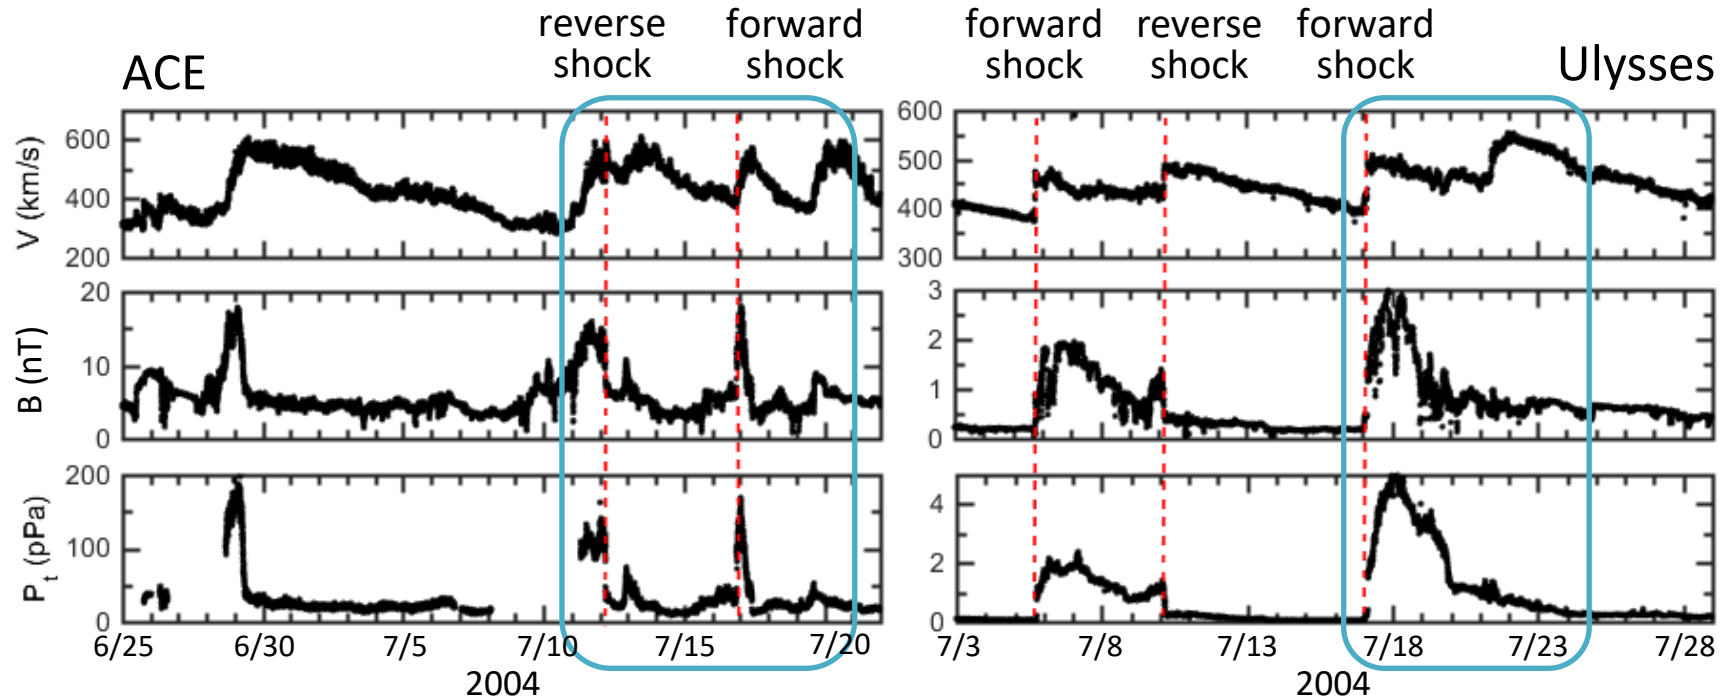 reverse
shock
forward
shock
forward
shock
reverse
shock
forward
shock
ACE
Ulysses
V (km/s)
600
400
200
600
500
400
300
B (nT)
20
10
0
3
2
1
0
P_t (pPa)
200
100
0
4
2
0
6/25 6/30 7/5 7/10 7/15 7/20
2004
7/3 7/8 7/13 7/18 7/23 7/28
2004